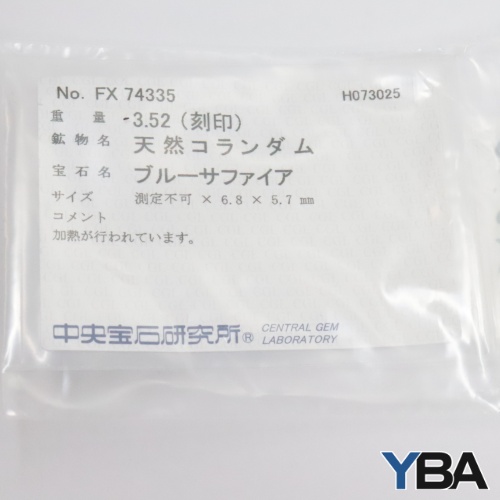 No. FX 74335 H073025
重量 -3.52 (刻印)
鉱物名 天然コランダム
宝石名 ブルーサファイア
サイズ 測定不可 × 6.8 × 5.7 mm
コメント
加熱が行われています。
中央宝石研究所® CENTRAL GEM LABORATORY
YBA